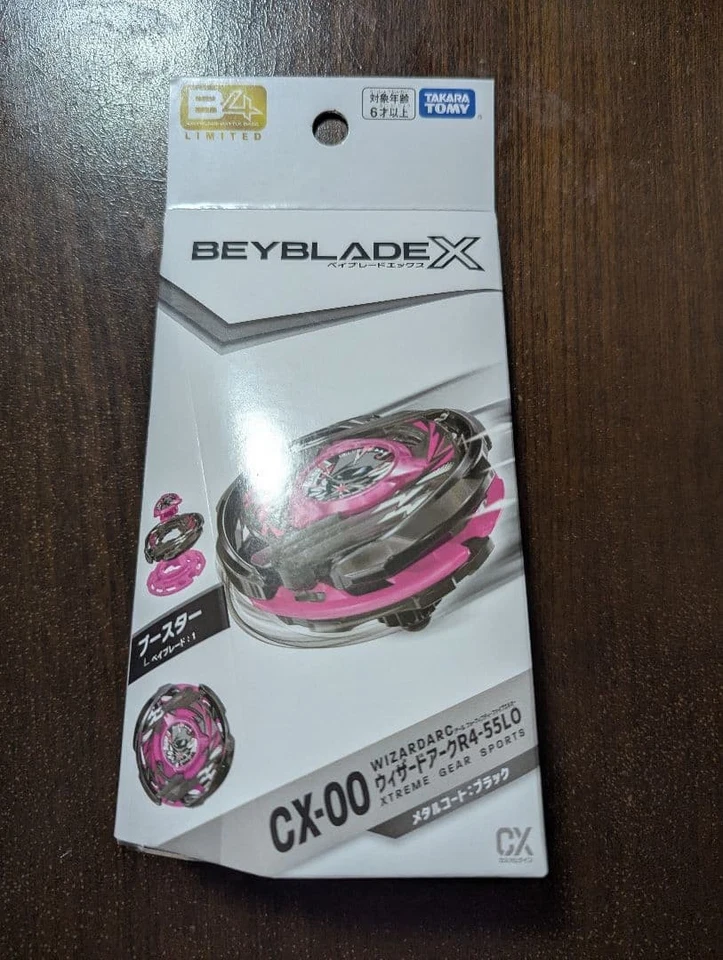 B4
LIMITED
対象年齢
6才以上
TAKARA
TOMY
BEYBLADE X
ベイブレードエックス
ブースター
ベイブレード:1
CX-00
WIZARDARC
ウィザードアークR4-55LO
XTREME GEAR SPORTS
メタルコート:ブラック
CX